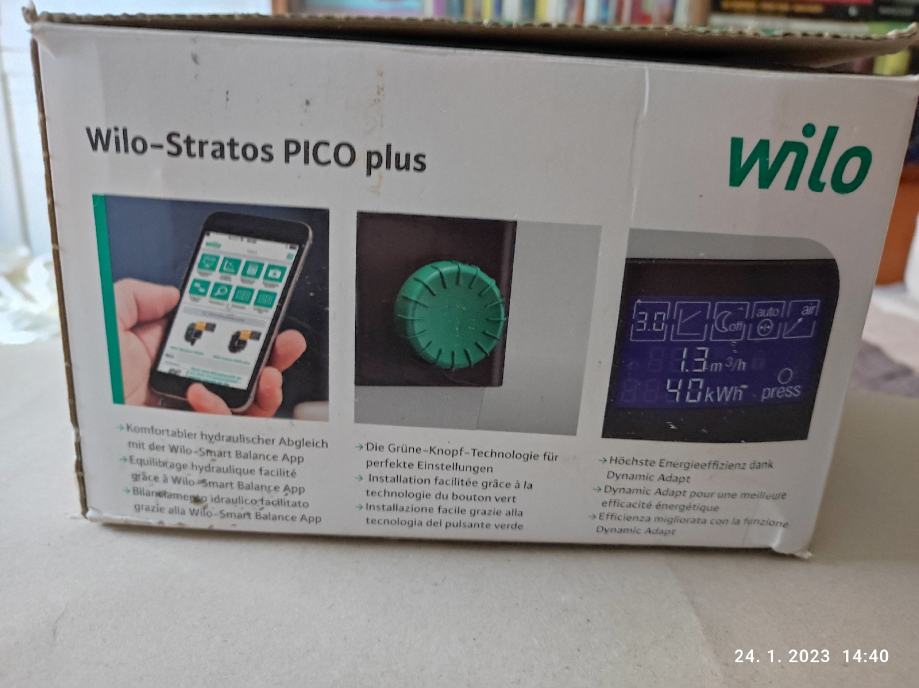 Wilo-Stratos PICO plus
wilo
wilo
3.0
off
auto
air
1.3 m³/h
40 kWh
press
→Komfortabler hydraulischer Abgleich
mit der Wilo-Smart Balance App
→Equilibrage hydraulique facilité
grâce à Wilo-Smart Balance App
→Bilanciamento idraulico facilitato
grazie alla Wilo-Smart Balance App
→Die Grüne-Knopf-Technologie für
perfekte Einstellungen
→ Installation facilitée grâce à la
technologie du bouton vert
→Installazione facile grazie alla
tecnologia del pulsante verde
→Höchste Energieeffizienz dank
Dynamic Adapt
→Dynamic Adapt pour une meilleure
efficacité énergétique
→Efficienza migliorata con la funzione
Dynamic Adapt
24. 1. 2023 14:40